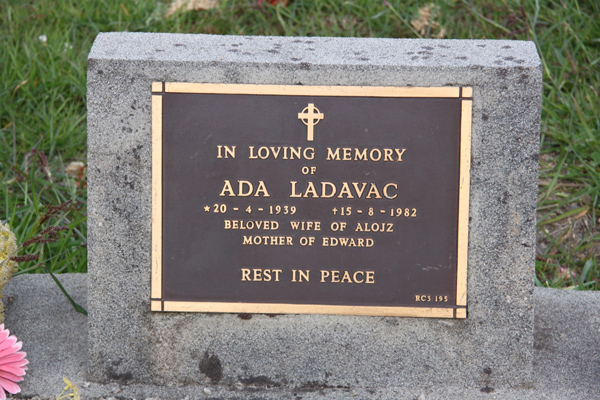 IN LOVING MEMORY
OF
ADA LADAVAC
*20 - 4 - 1939 †15 - 8 - 1982
BELOVED WIFE OF ALOJZ
MOTHER OF EDWARD
REST IN PEACE
RC5 195